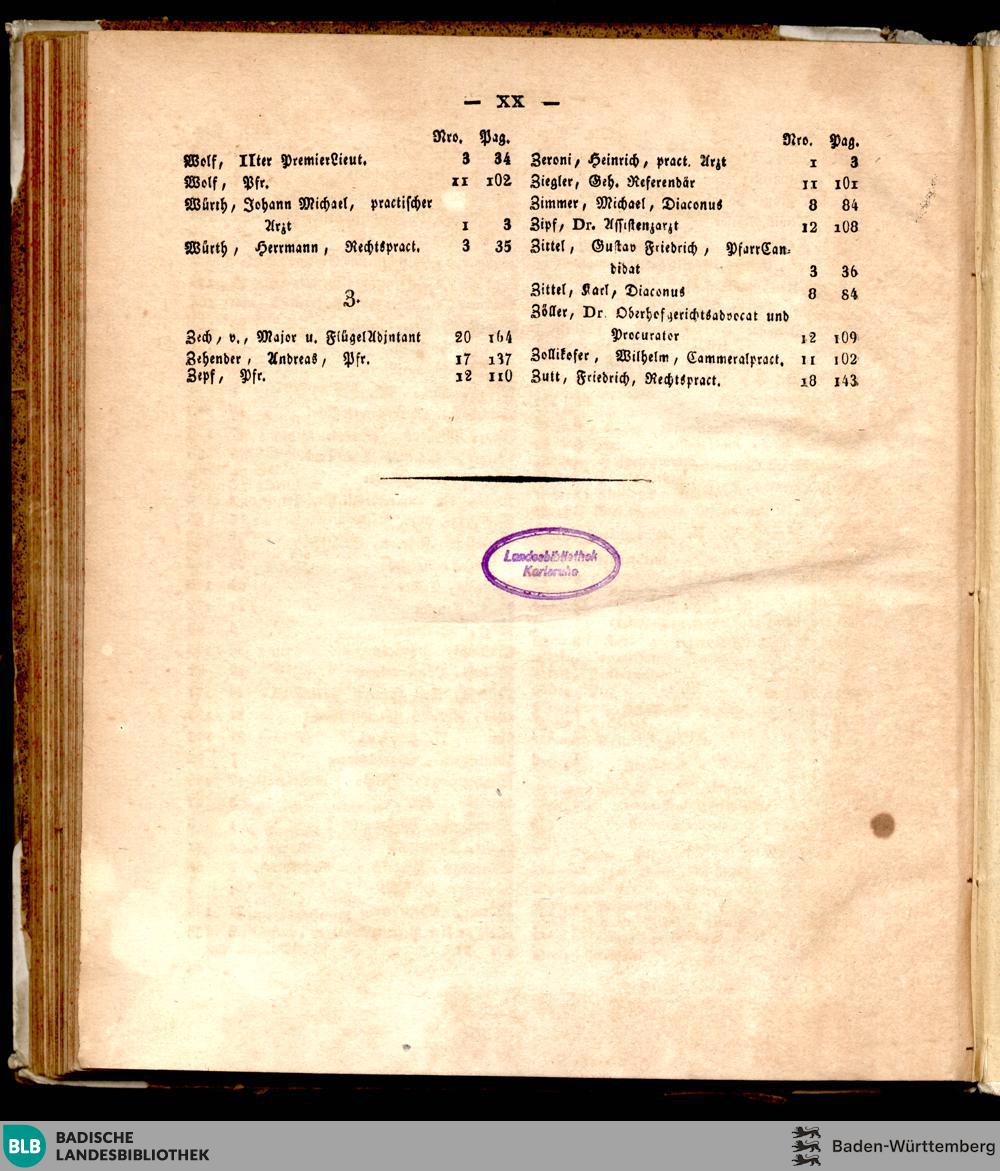 — XX —
Nro. Pag.
Wolf, IIter PremierLieut. 3 34
Wolf, Pfr. 11 102
Würth, Johann Michael, practischer
Arzt 1 3
Würth, Herrmann, Rechtspract. 3 35
Z.
Zech, v., Major u. FlügelAdjntant 20 164
Zehender, Andreas, Pfr. 17 137
Zepf, Pfr. 12 110
Nro. Pag.
Zeroni, Heinrich, pract. Arzt 1 3
Ziegler, Geh. Referendär 11 101
Zimmer, Michael, Diaconus 8 84
Zipf, Dr. Assistenzarzt 12 108
Zittel, Gustav Friedrich, PfarrCan-
didat 3 36
Zittel, Karl, Diaconus 8 84
Zöller, Dr. Oberhofgerichtsadvocat und
Procurator 12 109
Zollikofer, Wilhelm, Cammeralpract. 11 102
Zutt, Friedrich, Rechtspract. 18 143
Landesbibliothek
Karlsruhe
BLB BADISCHE
LANDESBIBLIOTHEK
Baden-Württemberg